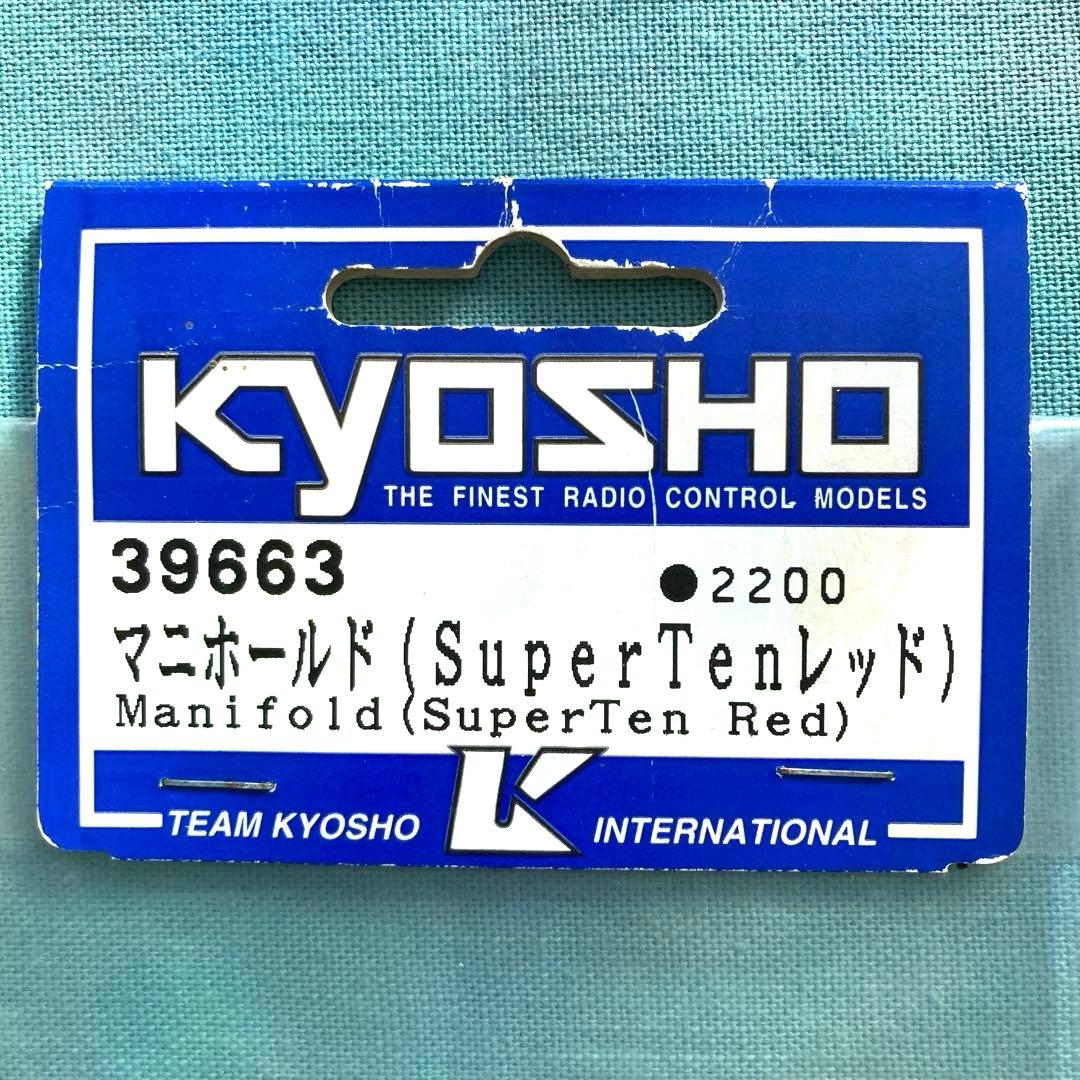 KYOSHO
THE FINEST RADIO CONTROL MODELS
39663 ●2200
マニホールド(SuperTenレッド)
Manifold(SuperTen Red)
TEAM KYOSHO K INTERNATIONAL